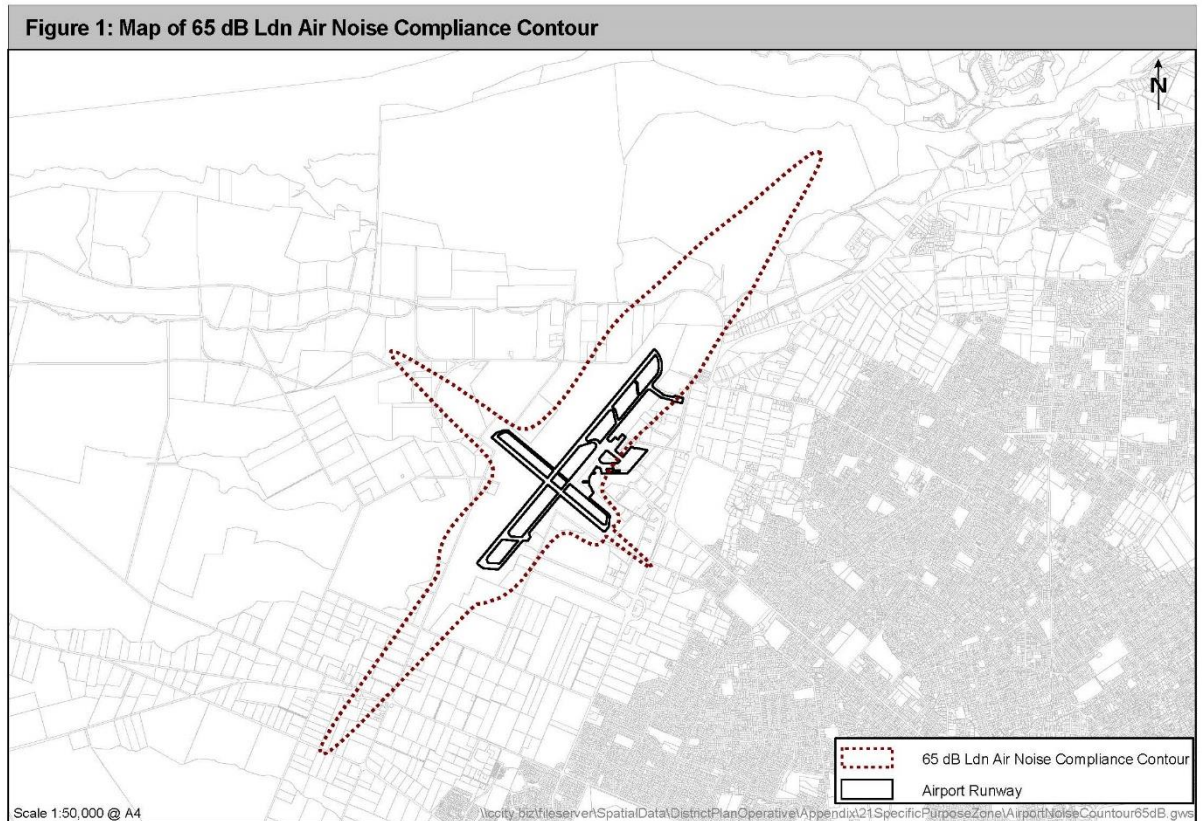 Figure 1: Map of 65 dB Ldn Air Noise Compliance Contour
N
65 dB Ldn Air Noise Compliance Contour
Airport Runway
Scale 1:50,000 @ A4
\\ccity.biz\fileserver\SpatialData\DistrictPlanOperative\Appendix\21SpecificPurposeZone\AirportNoiseCountour65dB.gws